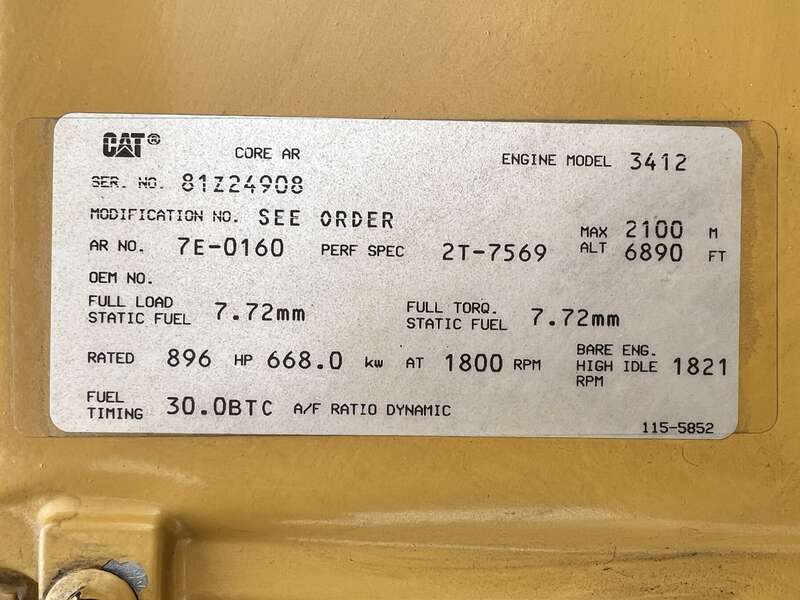 CAT® CORE AR ENGINE MODEL 3412
SER. NO. 81Z24908
MODIFICATION NO. SEE ORDER
AR NO. 7E-0160 PERF SPEC 2T-7569 MAX ALT 2100 M
6890 FT
OEM NO.
FULL LOAD STATIC FUEL 7.72mm FULL TORQ. STATIC FUEL 7.72mm
RATED 896 HP 668.0 kw AT 1800 RPM BARE ENG. HIGH IDLE RPM 1821
FUEL TIMING 30.0BTC A/F RATIO DYNAMIC
115-5852